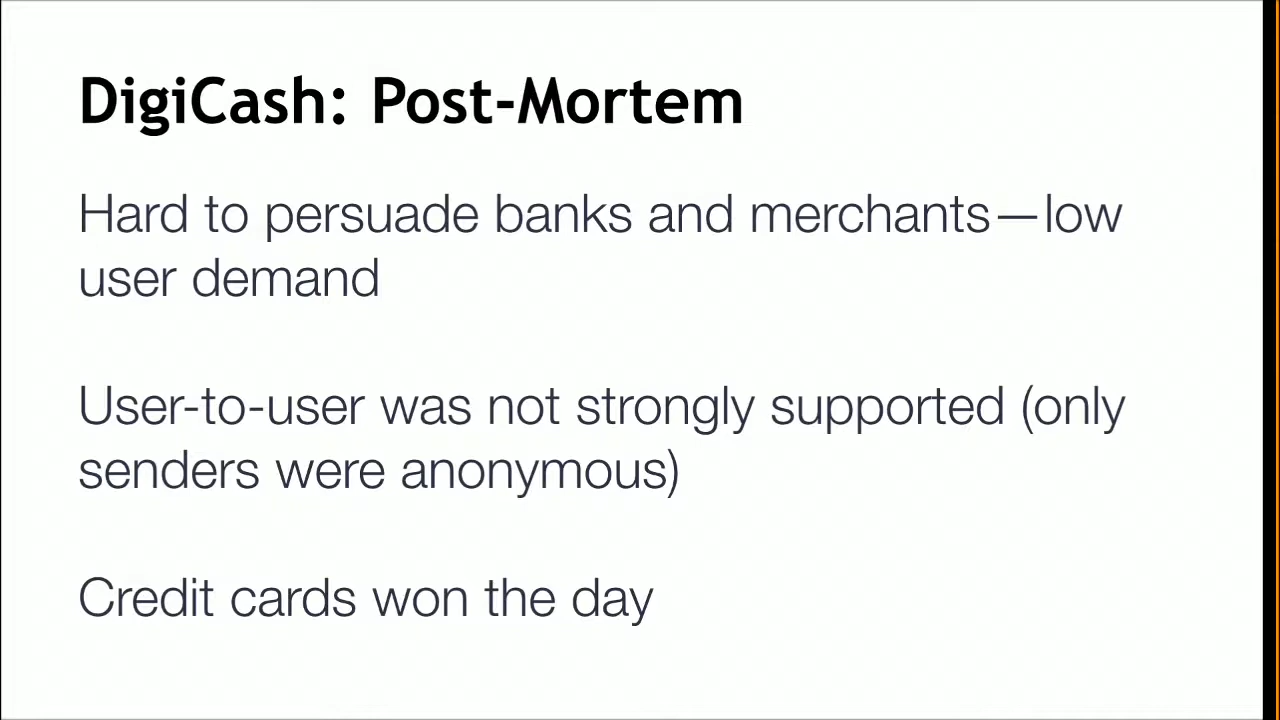 DigiCash: Post-Mortem
Hard to persuade banks and merchants—low
user demand
User-to-user was not strongly supported (only
senders were anonymous)
Credit cards won the day